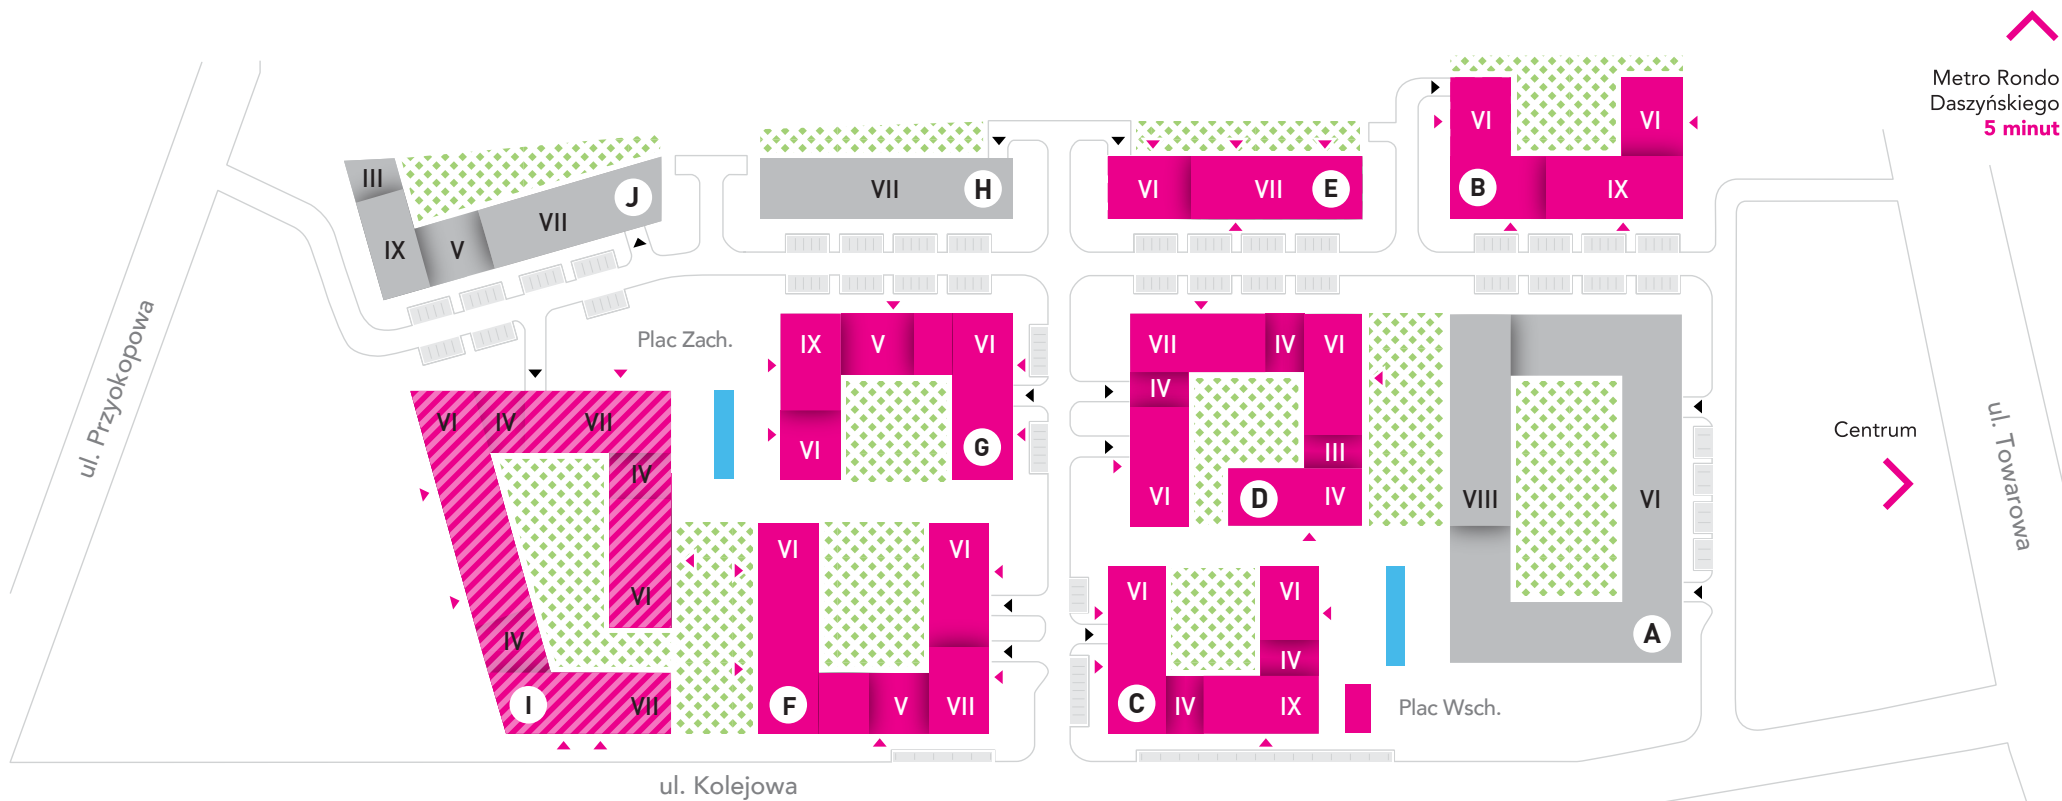 Metro Rondo
Daszyńskiego
5 minut
VI
VI
B
IX
III
J
IX
V
VII
VII
H
VI
VII
E
ul. Przyokopowa
Plac Zach.
IX
V
VI
VI
G
VII
IV
VI
IV
III
VI
D
IV
VIII
VI
A
Centrum
ul. Towarowa
VI
IV
VII
IV
VI
IV
I
VII
VI
VI
F
V
VII
VI
VI
IV
C
IV
IX
Plac Wsch.
ul. Kolejowa